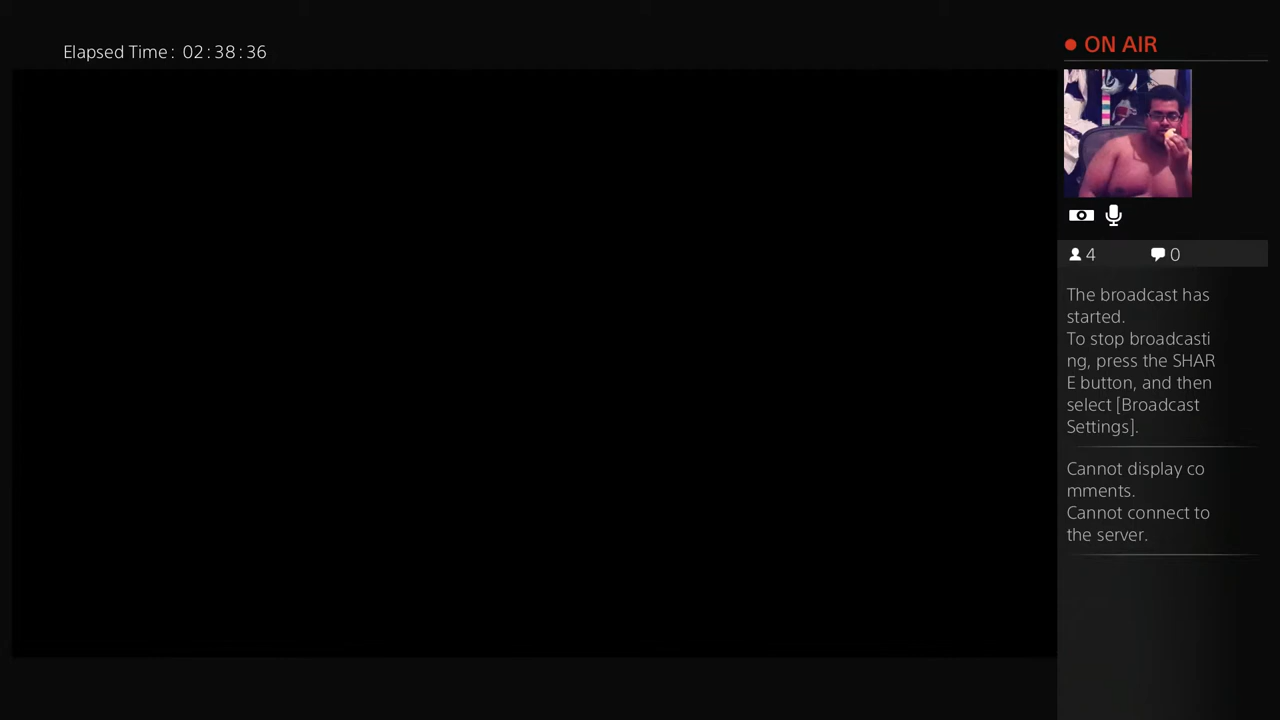 Elapsed Time: 02:38:36
ON AIR
4
0
The broadcast has
started.
To stop broadcasti
ng, press the SHAR
E button, and then
select [Broadcast
Settings].
Cannot display co
mments.
Cannot connect to
the server.